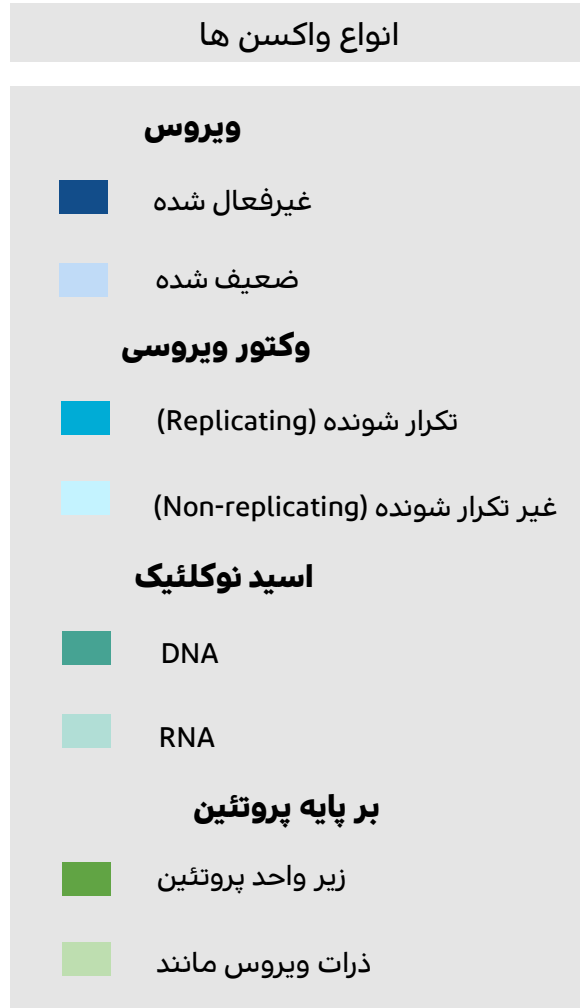 انواع واکسن ها
ویروس
غیرفعال شده
ضعیف شده
وکتور ویروسی
تکرار شونده (Replicating)
غیر تکرار شونده (Non-replicating)
اسید نوکلئیک
DNA
RNA
بر پایه پروتئین
زیر واحد پروتئین
ذرات ویروس مانند